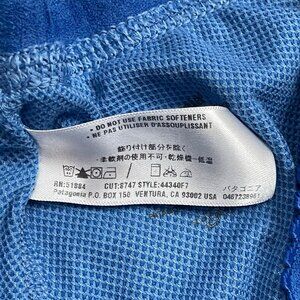 • DO NOT USE FABRIC SOFTENERS
• NE PAS UTILISER D'ASSOUPLISSANT
飾り付け部分を除く
・柔軟剤の使用不可・乾燥機・低温
RN:51884 CUT:8747 STYLE:44340F7 パタゴニア
Patagonia P.O. BOX 150 VENTURA, CA 93002 USA